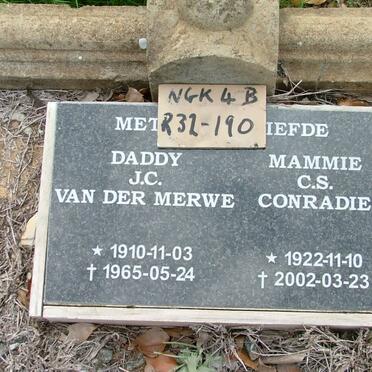 NGK 4 B
R32-190
MET IEFDE
DADDY
J.C.
VAN DER MERWE
★ 1910-11-03
† 1965-05-24
MAMMIE
C.S.
CONRADIE
★ 1922-11-10
† 2002-03-23